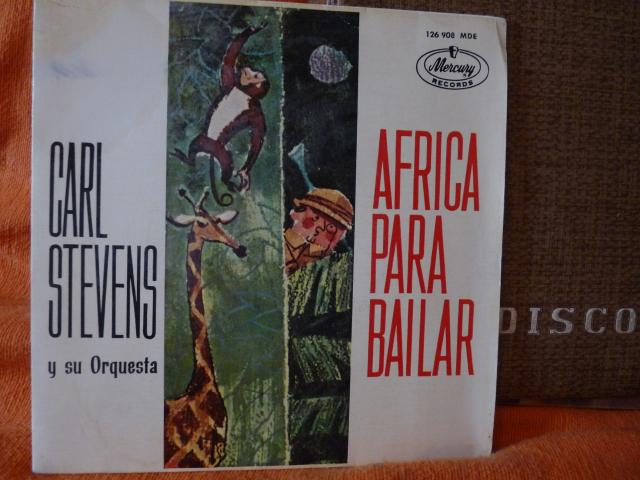 126 908 MDE
Mercury
RECORDS
CARL
STEVENS
y su Orquesta
AFRICA
PARA
BAILAR
DISCO